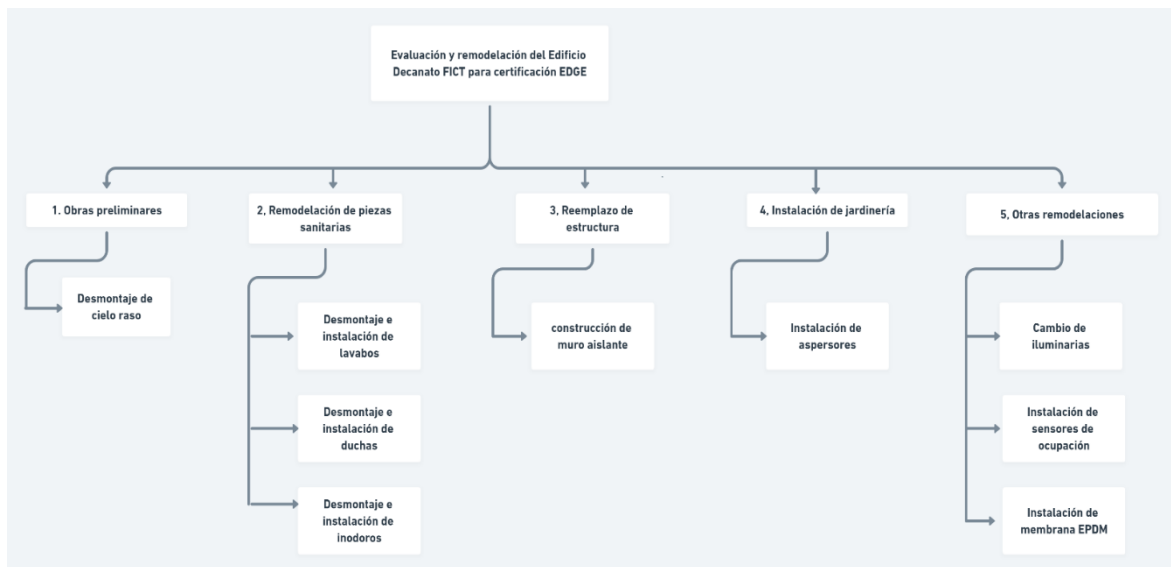 Evaluación y remodelación del Edificio
Decanato FICT para certificación EDGE
1. Obras preliminares
2, Remodelación de piezas
sanitarias
3, Reemplazo de
estructura
4, Instalación de jardinería
5, Otras remodelaciones
Desmontaje de
cielo raso
Desmontaje e
instalación de
lavabos
Desmontaje e
instalación de
duchas
Desmontaje e
instalación de
inodoros
construcción de
muro aislante
Instalación de
aspersores
Cambio de
iluminarias
Instalación de
sensores de
ocupación
Instalación de
membrana EPDM